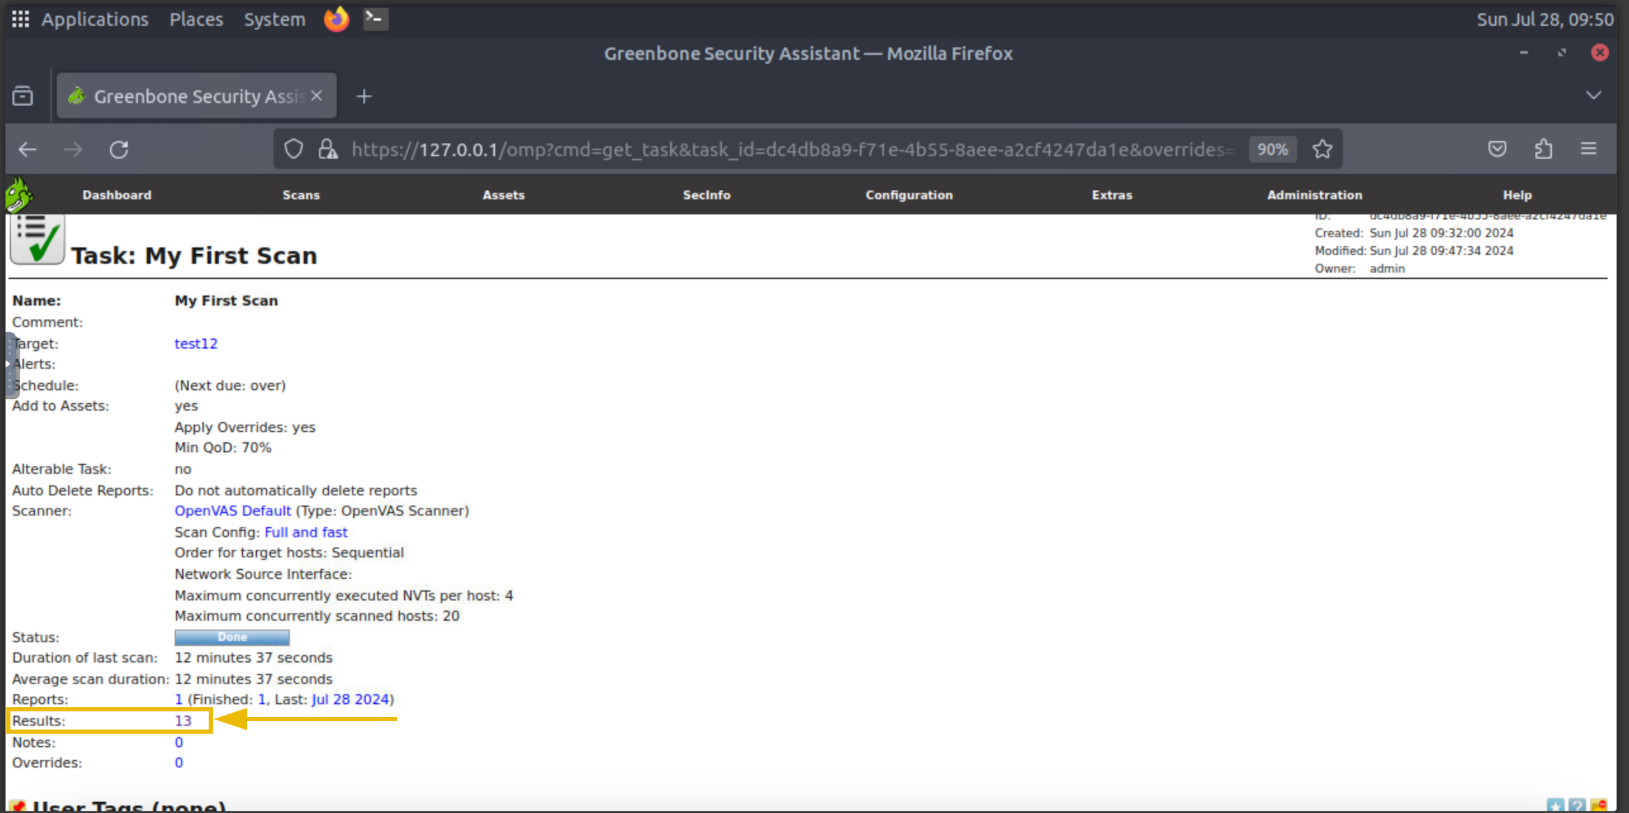 Applications Places System Sun Jul 28, 09:50
Greenbone Security Assistant — Mozilla Firefox
Greenbone Security Assis
https://127.0.0.1/omp?cmd=get_task&task_id=dc4db8a9-f71e-4b55-8aee-a2cf4247da1e&overrides= 90%
Dashboard Scans Assets SecInfo Configuration Extras Administration Help
ID: dc4db8a9-f71e-4b55-8aee-a2cf4247da1e
Created: Sun Jul 28 09:32:00 2024
Modified: Sun Jul 28 09:47:34 2024
Owner: admin
Task: My First Scan
Name: My First Scan
Comment:
Target: test12
Alerts:
Schedule: (Next due: over)
Add to Assets: yes
Apply Overrides: yes
Min QoD: 70%
Alterable Task: no
Auto Delete Reports: Do not automatically delete reports
Scanner: OpenVAS Default (Type: OpenVAS Scanner)
Scan Config: Full and fast
Order for target hosts: Sequential
Network Source Interface:
Maximum concurrently executed NVTs per host: 4
Maximum concurrently scanned hosts: 20
Status: Done
Duration of last scan: 12 minutes 37 seconds
Average scan duration: 12 minutes 37 seconds
Reports: 1 (Finished: 1, Last: Jul 28 2024)
Results: 13
Notes: 0
Overrides: 0
User Tags (none)